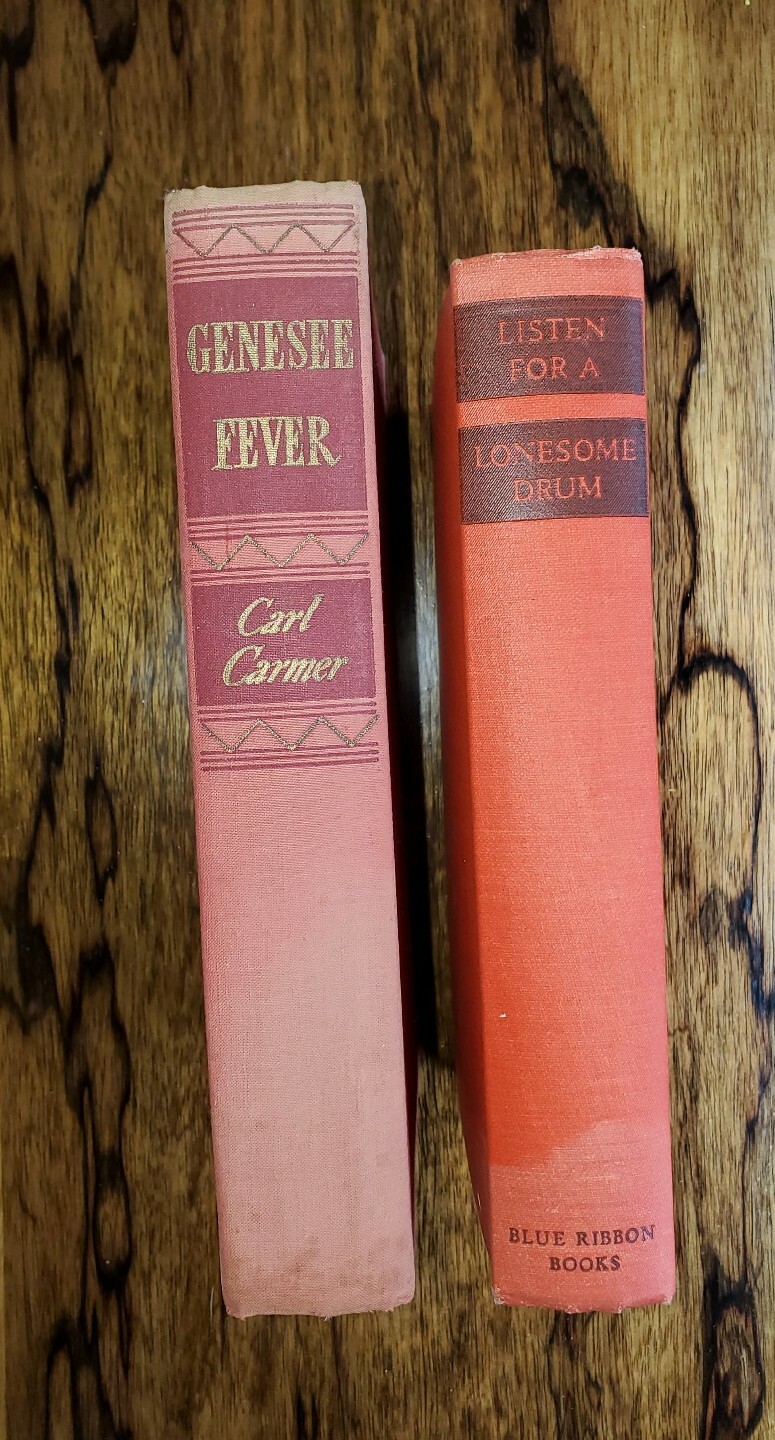 GENESEE
FEVER
Carl
Carmer
LISTEN
FOR A
LONESOME
DRUM
BLUE RIBBON
BOOKS